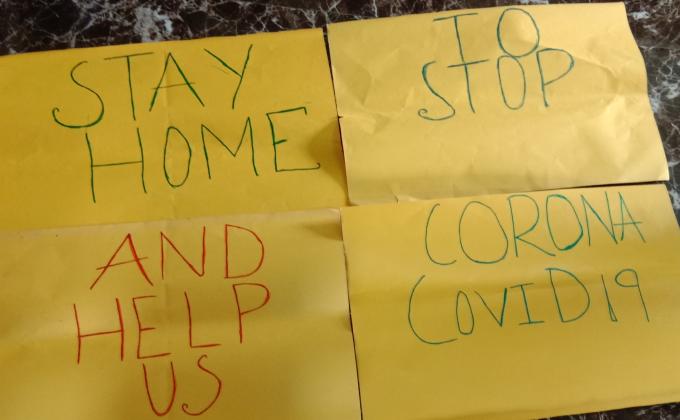 STAY
HOME
TO
STOP
AND
HELP
US
CORONA
COVID19